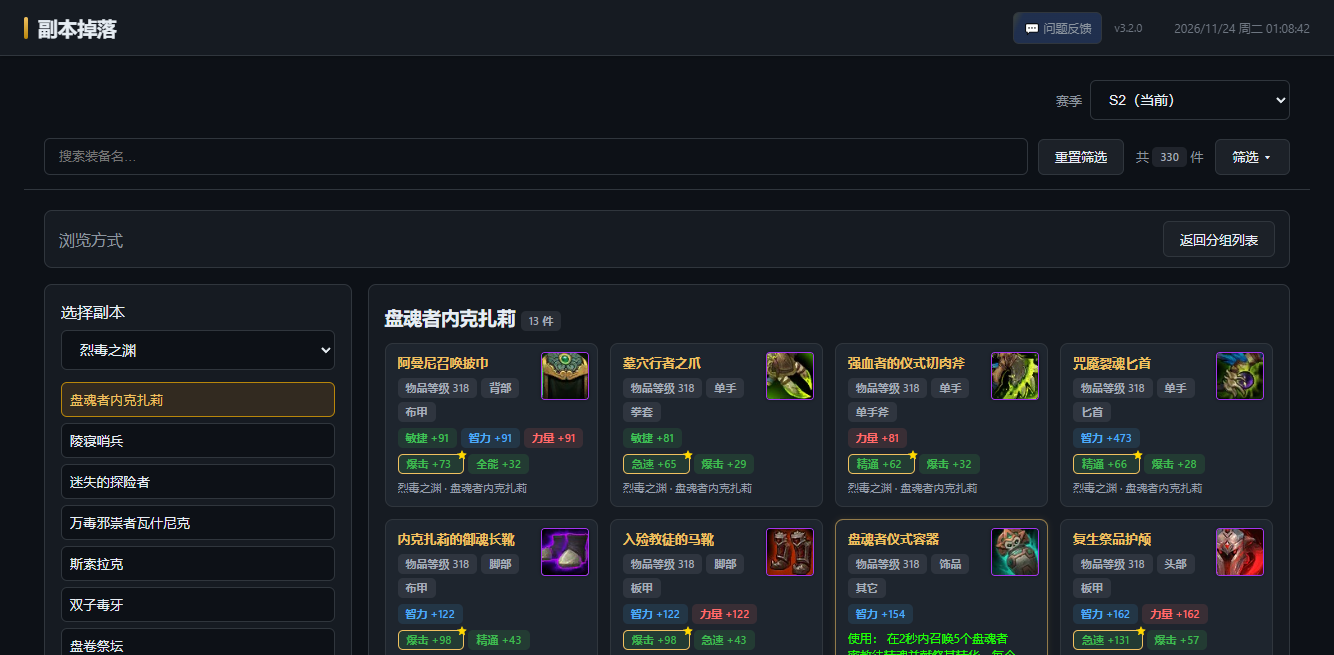 副本掉落
问题反馈 v3.2.0 2026/11/24 周二 01:08:42
赛季 S2（当前）
搜索装备名...
重置筛选 共 330 件 筛选
浏览方式
返回分组列表
选择副本
烈毒之渊
盘魂者内克扎莉
陵寝哨兵
迷失的探险者
万毒邪祟者瓦什尼克
斯索拉克
双子毒牙
盘卷祭坛
盘魂者内克扎莉 13 件
阿曼尼召唤披巾
物品等级 318 背部
布甲
敏捷 +91 智力 +91 力量 +91
爆击 +73 全能 +32
烈毒之渊 · 盘魂者内克扎莉
墓穴行者之爪
物品等级 318 单手
拳套
敏捷 +81
急速 +65 爆击 +29
烈毒之渊 · 盘魂者内克扎莉
强血者的仪式切肉斧
物品等级 318 单手
单手斧
力量 +81
精通 +62 爆击 +32
烈毒之渊 · 盘魂者内克扎莉
咒魇裂魂匕首
物品等级 318 单手
匕首
智力 +473
精通 +66 爆击 +28
烈毒之渊 · 盘魂者内克扎莉
内克扎莉的御魂长靴
物品等级 318 脚部
布甲
智力 +122
爆击 +98 精通 +43
入殓教徒的马靴
物品等级 318 脚部
板甲
智力 +122 力量 +122
爆击 +98 急速 +43
盘魂者仪式容器
物品等级 318 饰品
其它
智力 +154
使用： 在2秒内召唤5个盘魂者
复生祭品护颅
物品等级 318 头部
板甲
智力 +162 力量 +162
急速 +131 爆击 +57